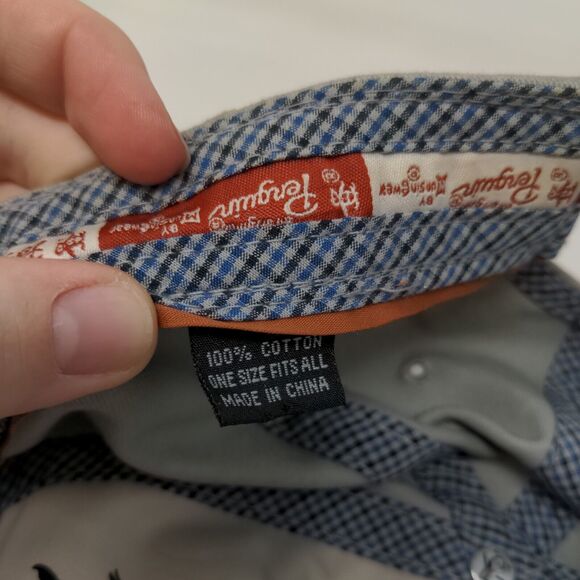 Penguin
BY Munsingwear ®
Penguin
BY Munsingwear ®
100% COTTON
ONE SIZE FITS ALL
MADE IN CHINA